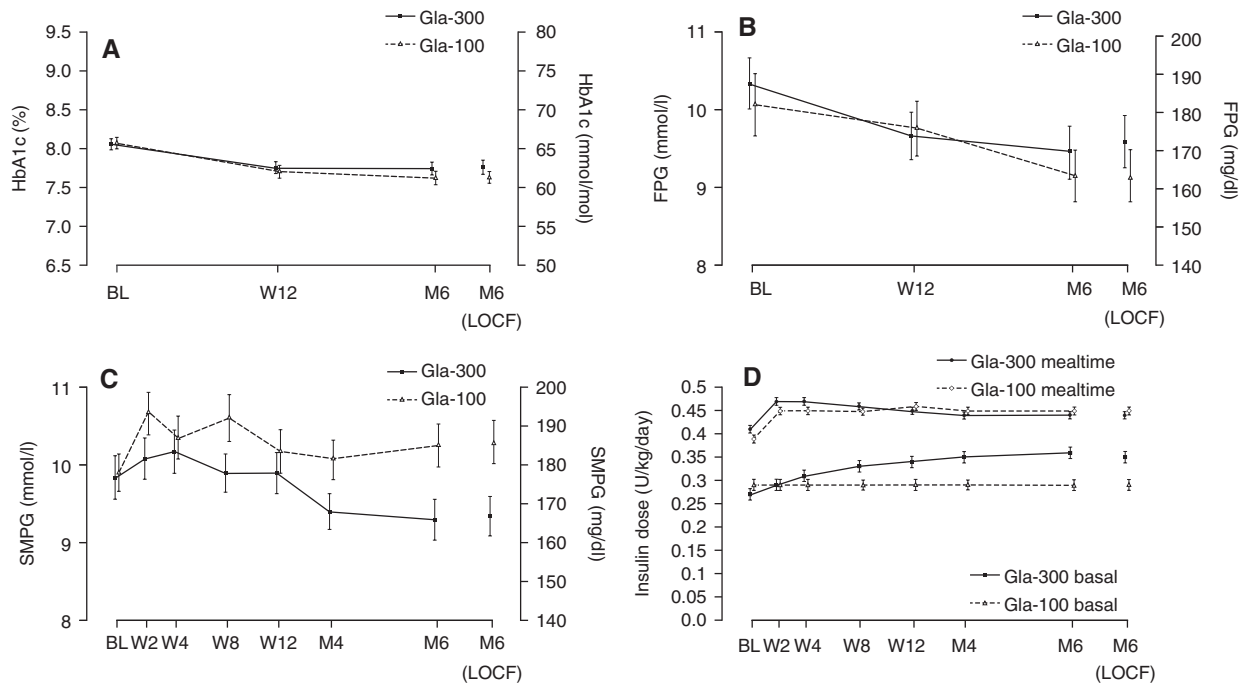 A
Gla-300
Gla-100
HbA1c (%)
9.5
9.0
8.5
8.0
7.5
7.0
6.5
HbA1c (mmol/mol)
80
75
70
65
60
55
50
BL
W12
M6
M6
(LOCF)
B
Gla-300
Gla-100
FPG (mmol/l)
11
10
9
8
FPG (mg/dl)
200
190
180
170
160
150
140
BL
W12
M6
M6
(LOCF)
C
Gla-300
Gla-100
SMPG (mmol/l)
11
10
9
8
SMPG (mg/dl)
200
190
180
170
160
150
140
BL W2 W4 W8 W12 M4 M6 M6
(LOCF)
D
Gla-300 mealtime
Gla-100 mealtime
Insulin dose (U/kg/day)
0.5
0.45
0.4
0.35
0.3
0.25
0.2
0.15
0.1
0.05
0.0
Gla-300 basal
Gla-100 basal
BL W2 W4 W8 W12 M4 M6 M6
(LOCF)